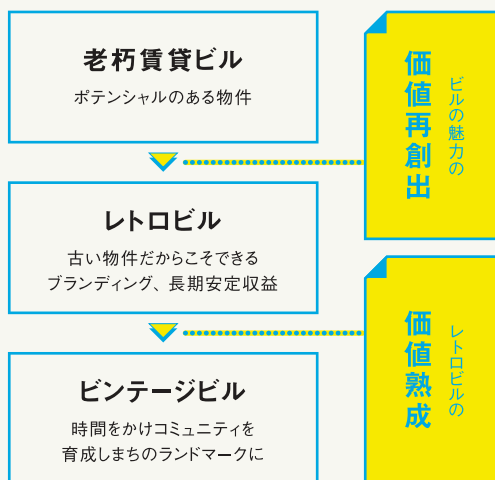 老朽賃貸ビル
ポテンシャルのある物件
ビルの魅力の
価値再創出
レトロビル
古い物件だからこそできる
ブランディング、長期安定収益
レトロビルの
価値熟成
ビンテージビル
時間をかけコミュニティを
育成しまちのランドマークに